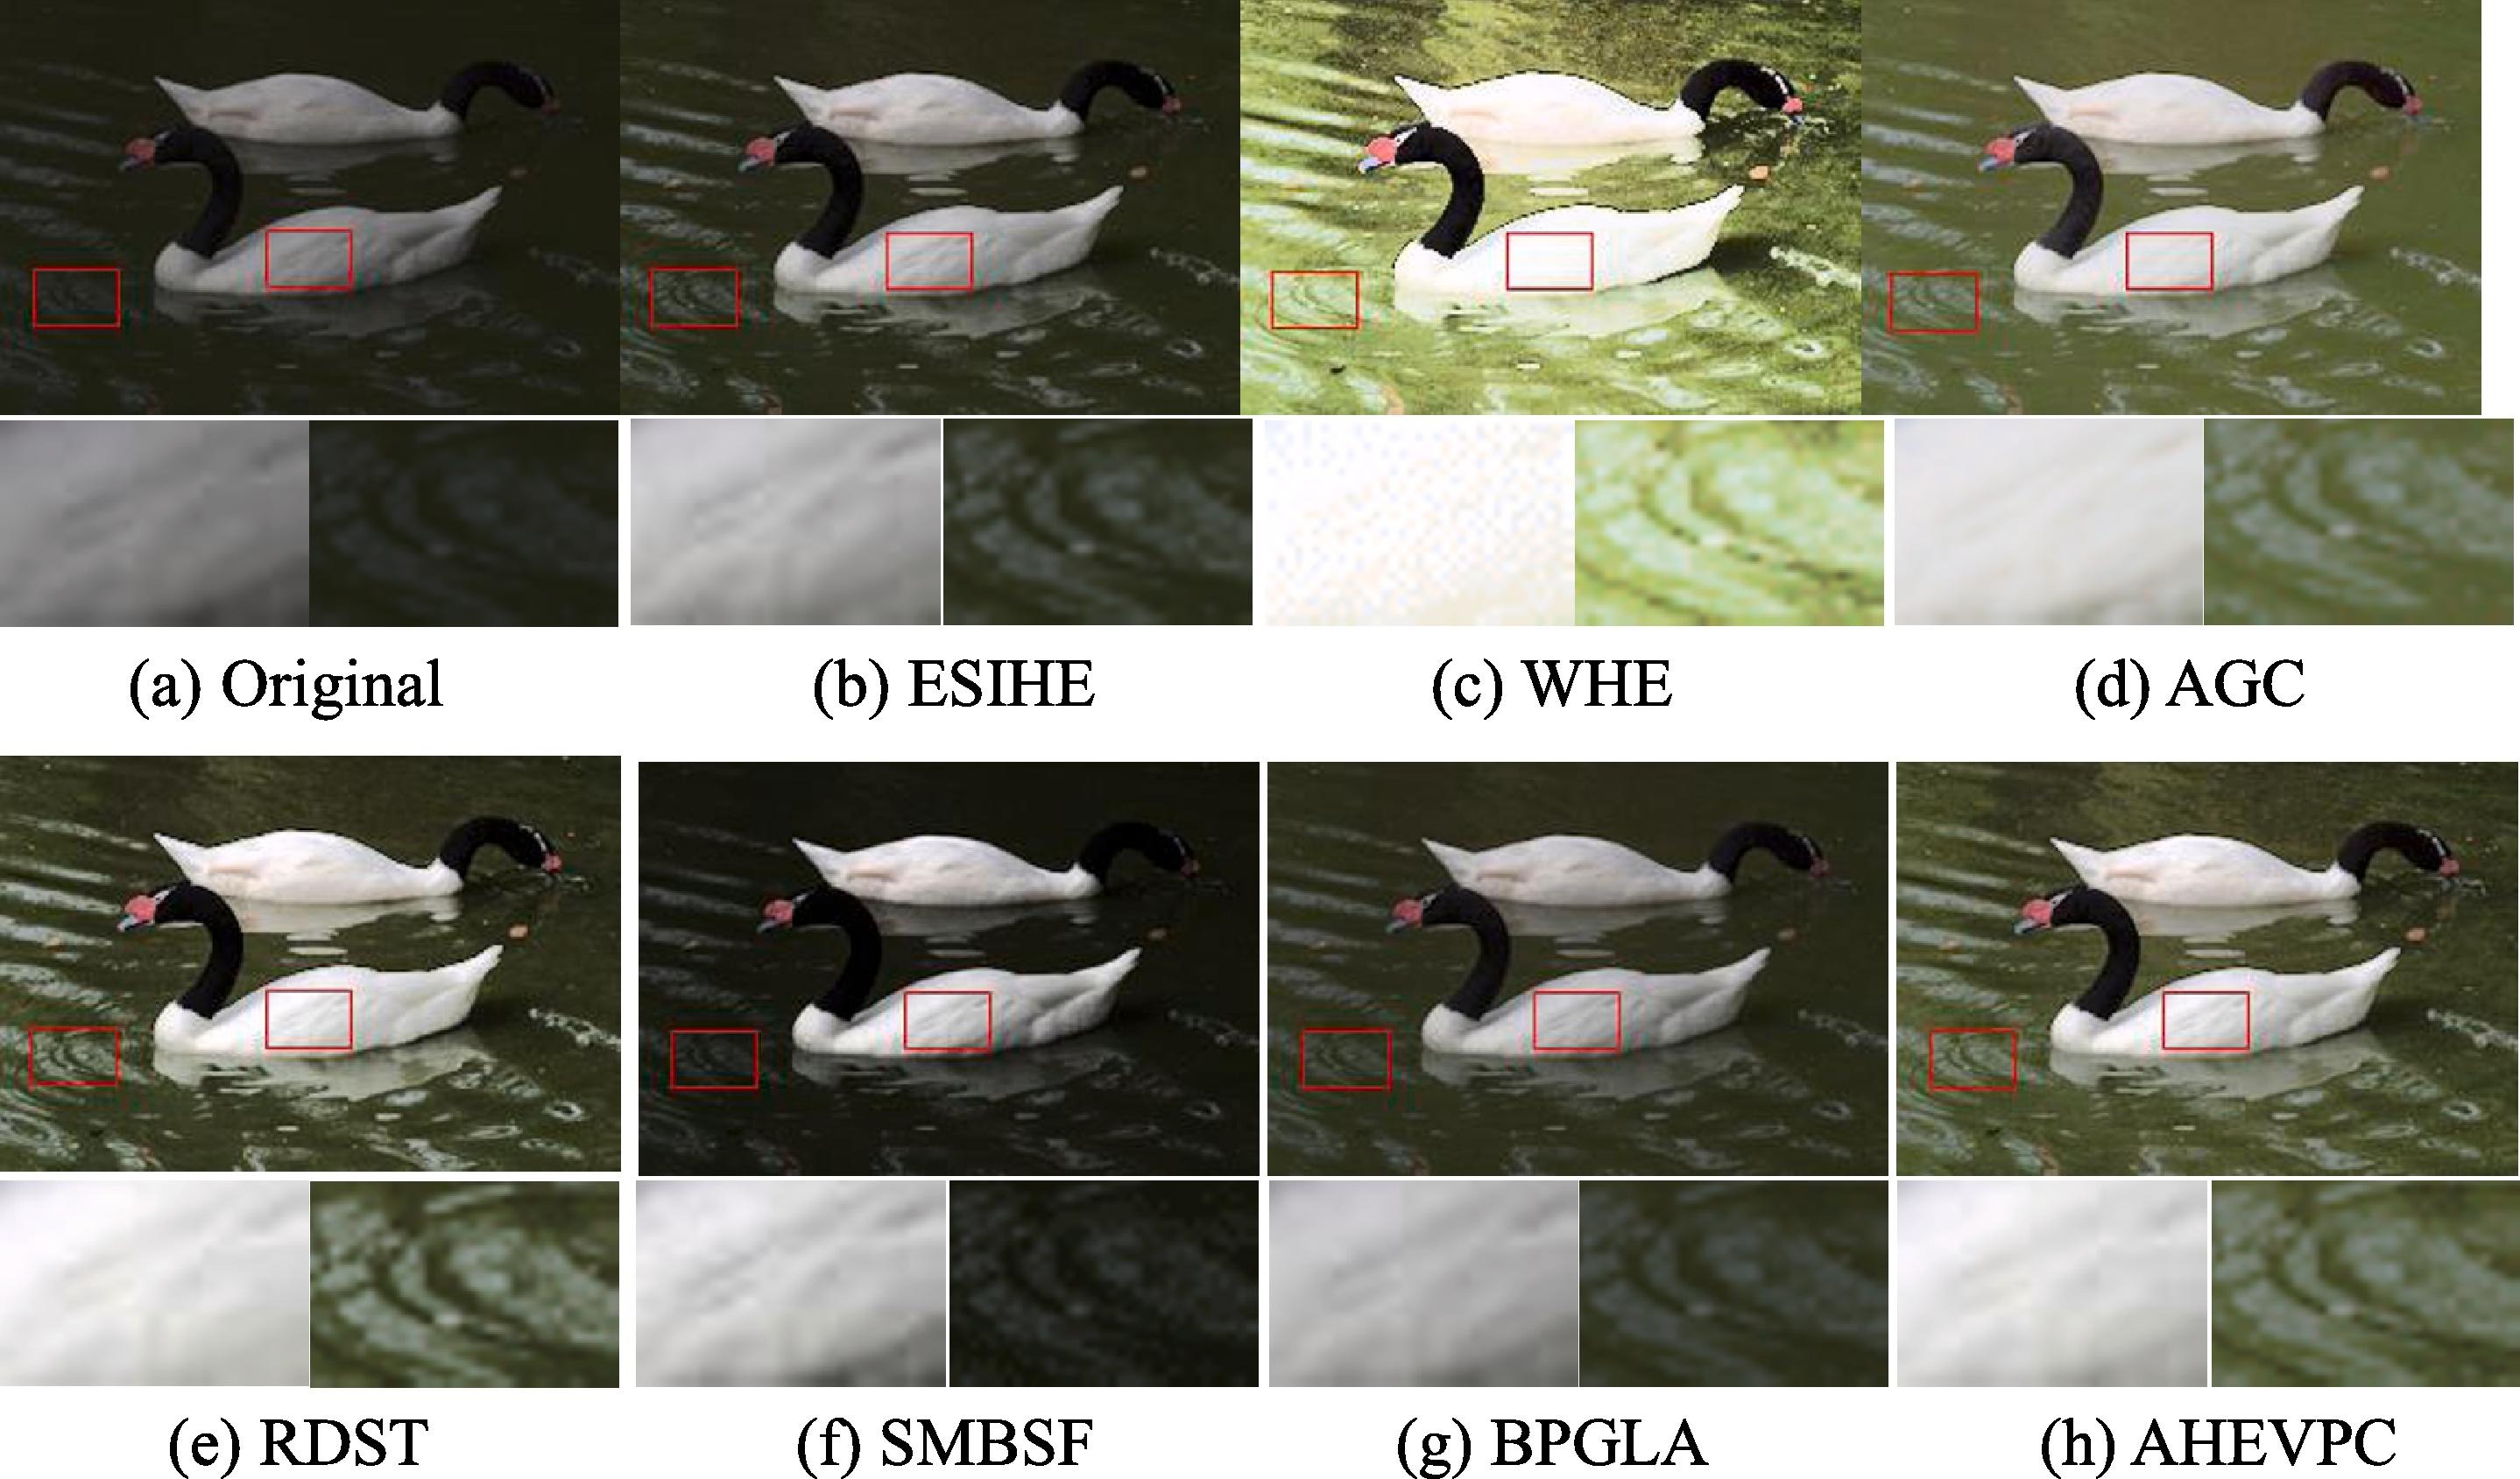 (a) Original
(b) ESIHE
(c) WHE
(d) AGC
(e) RDST
(f) SMBSF
(g) BPGLA
(h) AHEVPC